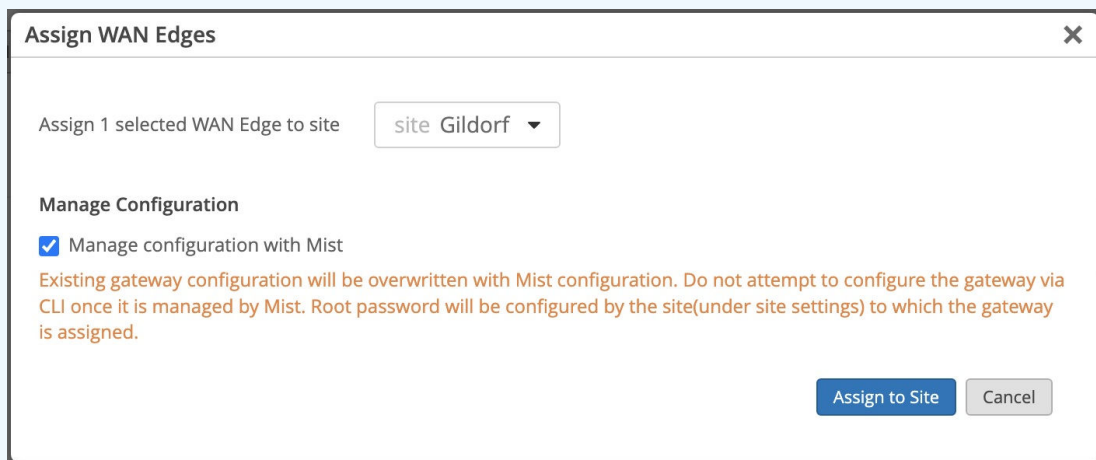 Assign WAN Edges
Assign 1 selected WAN Edge to site
site Gildorf
Manage Configuration
Manage configuration with Mist
Existing gateway configuration will be overwritten with Mist configuration. Do not attempt to configure the gateway via
CLI once it is managed by Mist. Root password will be configured by the site(under site settings) to which the gateway
is assigned.
Assign to Site
Cancel